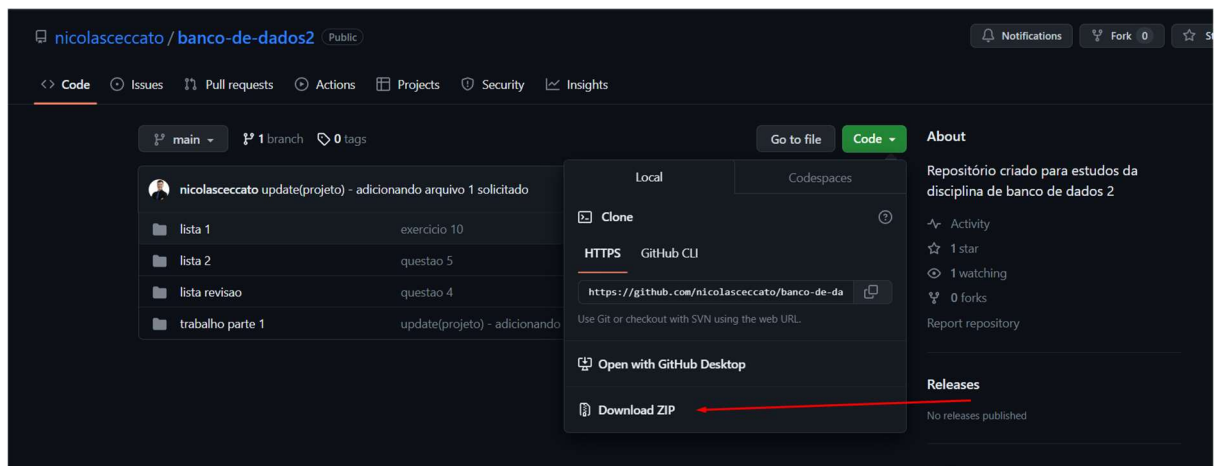 nicolasceccato / banco-de-dados2 Public
Notifications Fork 0
Code Issues Pull requests Actions Projects Security Insights
main 1 branch 0 tags Go to file Code
nicolasceccato update(projeto) - adicionando arquivo 1 solicitado
lista 1 exercicio 10
lista 2 questao 5
lista revisao questao 4
trabalho parte 1 update(projeto) - adicionando
Local Codespaces
Clone
HTTPS GitHub CLI
https://github.com/nicolasceccato/banco-de-da
Use Git or checkout with SVN using the web URL.
Open with GitHub Desktop
Download ZIP
About
Repositório criado para estudos da
disciplina de banco de dados 2
Activity
1 star
1 watching
0 forks
Report repository
Releases
No releases published